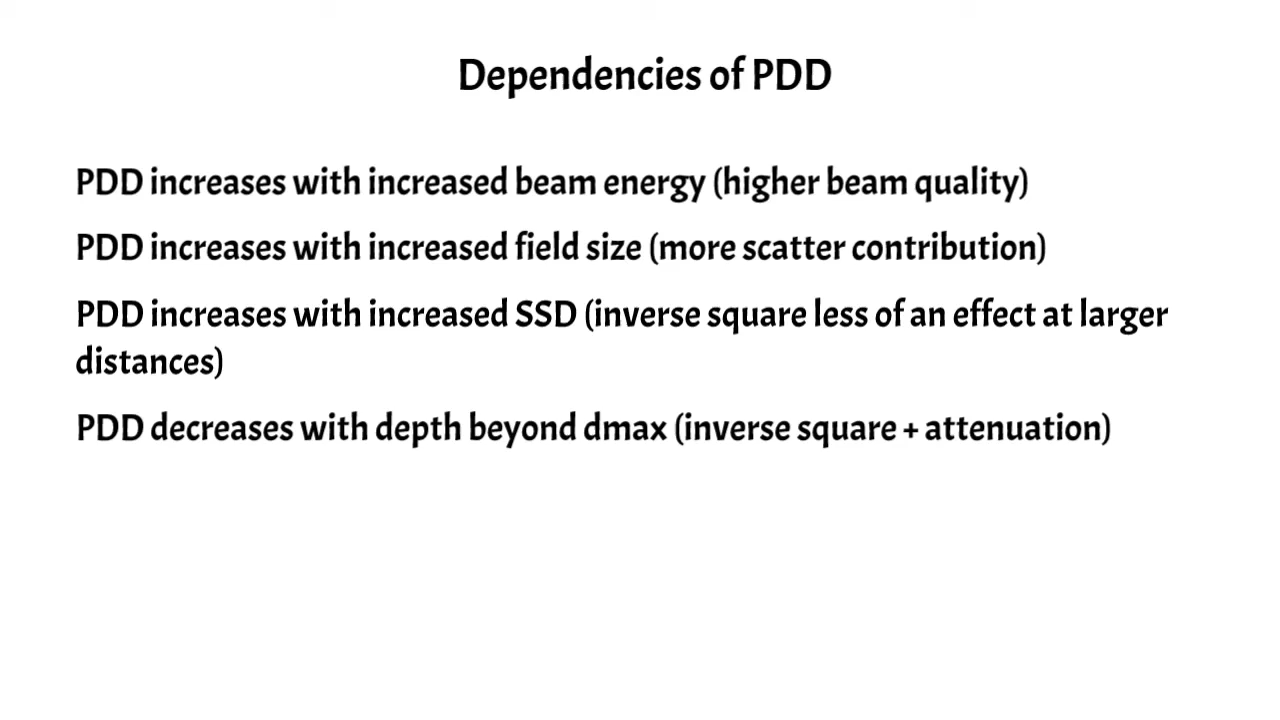 Dependencies of PDD
PDD increases with increased beam energy (higher beam quality)
PDD increases with increased field size (more scatter contribution)
PDD increases with increased SSD (inverse square less of an effect at larger
distances)
PDD decreases with depth beyond dmax (inverse square + attenuation)